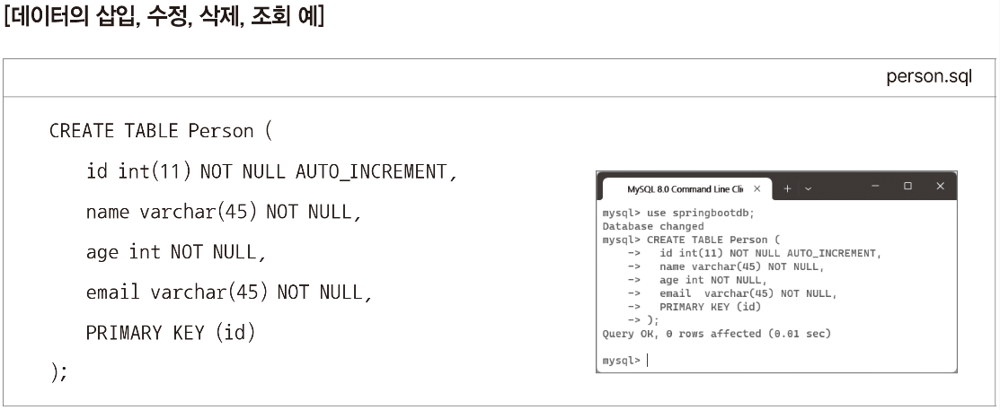 [데이터의 삽입, 수정, 삭제, 조회 예]
person.sql
CREATE TABLE Person (
id int(11) NOT NULL AUTO_INCREMENT,
name varchar(45) NOT NULL,
age int NOT NULL,
email varchar(45) NOT NULL,
PRIMARY KEY (id)
);
MySQL 8.0 Command Line Cli
mysql> use springbootdb;
Database changed
mysql> CREATE TABLE Person (
-> id int(11) NOT NULL AUTO_INCREMENT,
-> name varchar(45) NOT NULL,
-> age int NOT NULL,
-> email  varchar(45) NOT NULL,
-> PRIMARY KEY (id)
-> );
Query OK, 0 rows affected (0.01 sec)
mysql>